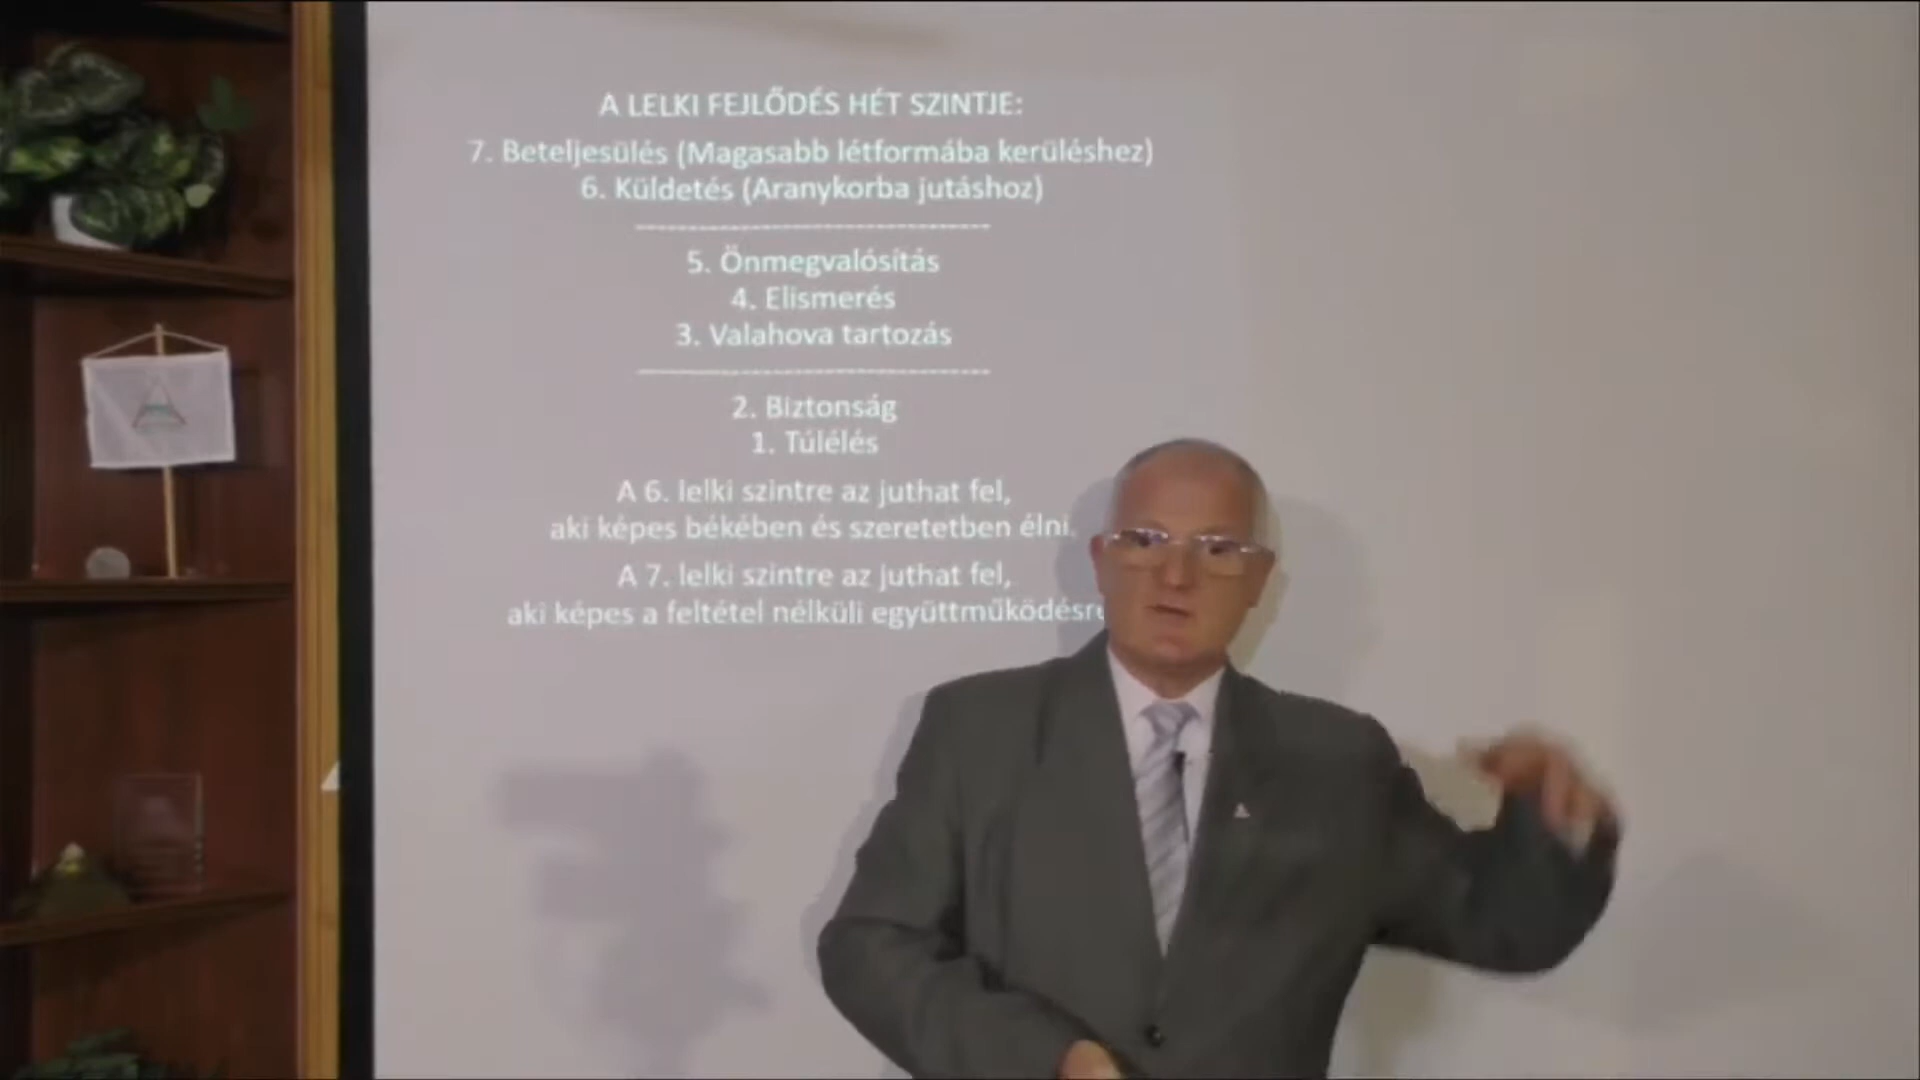 A LELKI FEJLŐDÉS HÉT SZINTJE:
7. Beteljesülés (Magasabb létformába kerüléshez)
6. Küldetés (Aranykorba jutáshoz)
--------------------------------------
5. Önmegvalósítás
4. Elismerés
3. Valahova tartozás
--------------------------------------
2. Biztonság
1. Túlélés
A 6. lelki szintre az juthat fel,
aki képes békében és szeretetben élni.
A 7. lelki szintre az juthat fel,
aki képes a feltétel nélküli